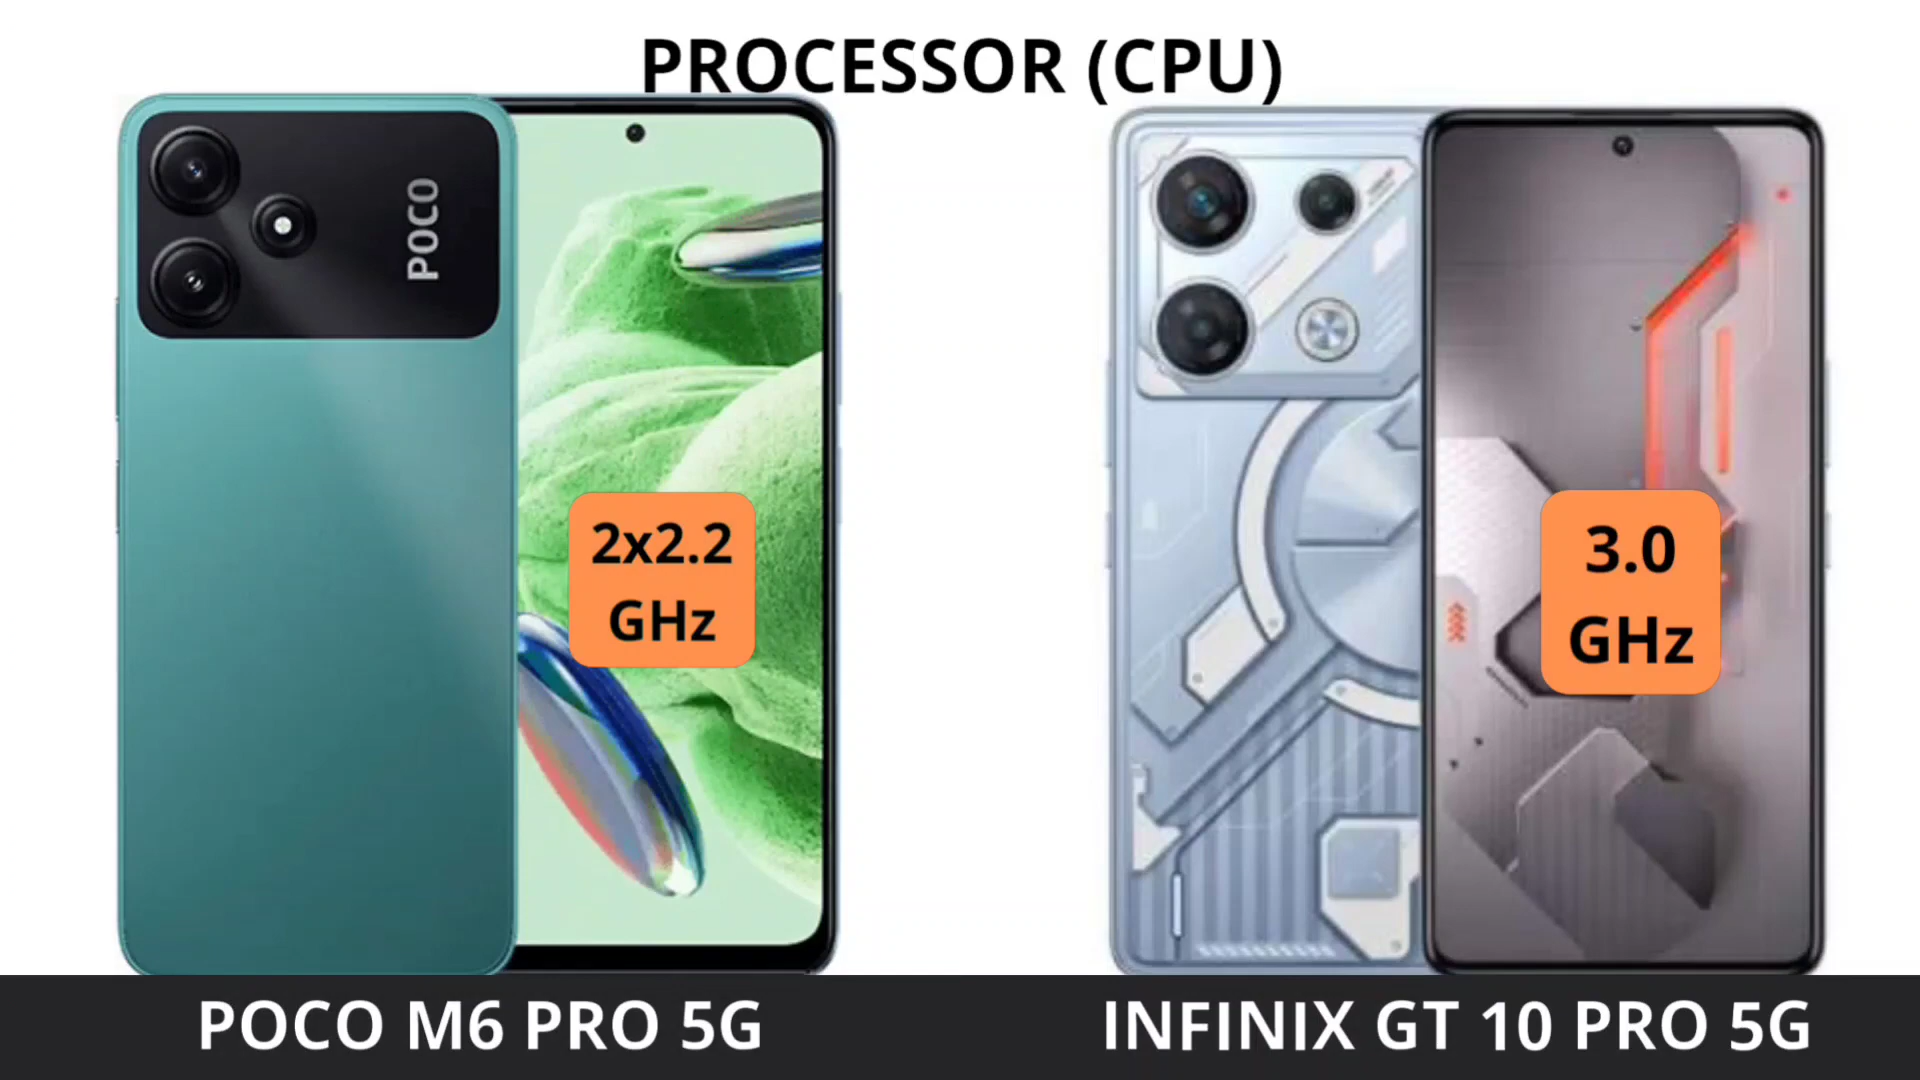 PROCESSOR (CPU)
POCO
2x2.2
GHz
3.0
GHz
POCO M6 PRO 5G
INFINIX GT 10 PRO 5G